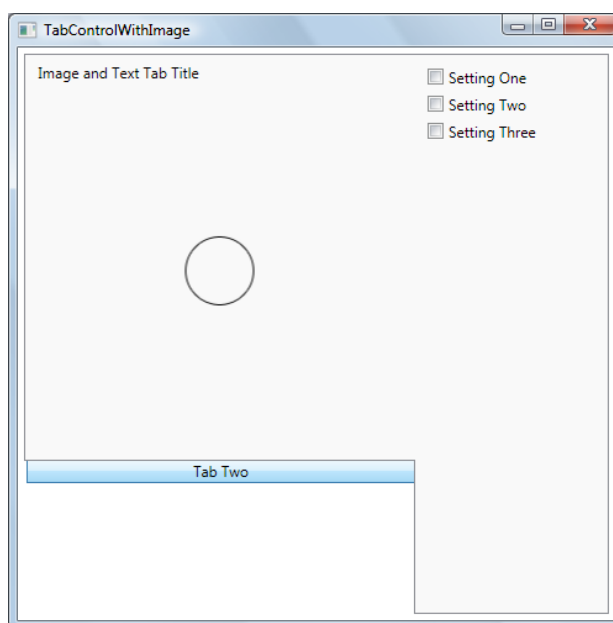 TabControlWithImage
Image and Text Tab Title
Setting One
Setting Two
Setting Three
Tab Two